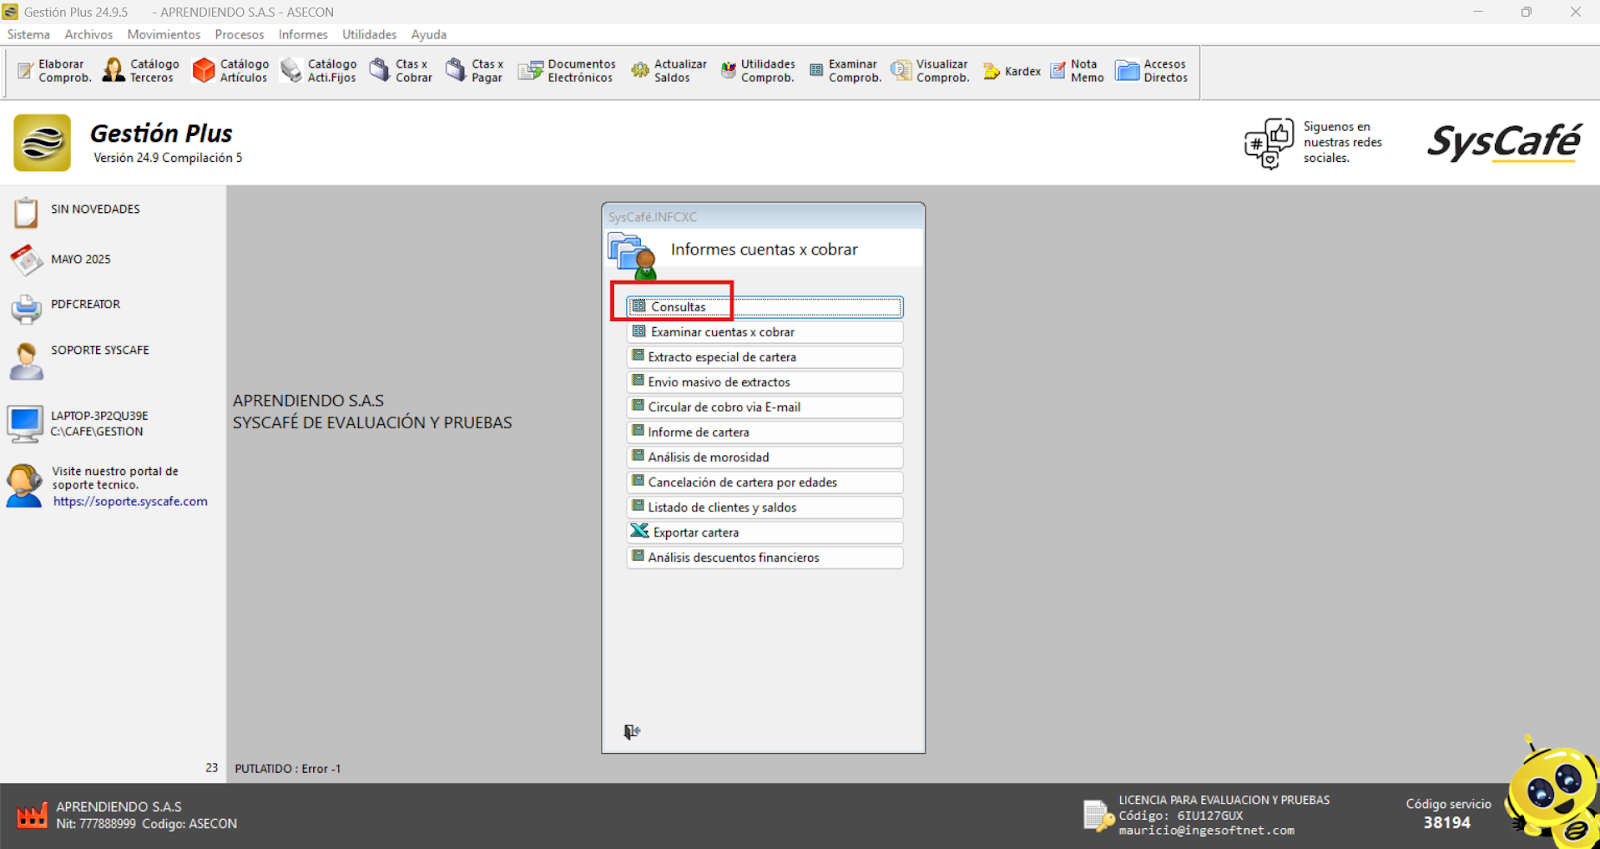 Gestión Plus 24.9.5 - APRENDIENDO S.A.S - ASECON
Sistema Archivos Movimientos Procesos Informes Utilidades Ayuda
Elaborar Comprob.
Catálogo Terceros
Catálogo Artículos
Catálogo Acti.Fijos
Ctas x Cobrar
Ctas x Pagar
Documentos Electrónicos
Actualizar Saldos
Utilidades Comprob.
Examinar Comprob.
Visualizar Comprob.
Kardex
Nota Memo
Accesos Directos
Gestión Plus
Versión 24.9 Compilación 5
#
Siguenos en
nuestras redes
sociales.
SysCafé
SIN NOVEDADES
MAYO 2025
PDFCREATOR
SOPORTE SYSCAFE
LAPTOP-3P2QU39E
C:\CAFE\GESTION
Visite nuestro portal de
soporte tecnico.
https://soporte.syscafe.com
APRENDIENDO S.A.S
SYSCAFÉ DE EVALUACIÓN Y PRUEBAS
SysCafé.INFCXC
Informes cuentas x cobrar
Consultas
Examinar cuentas x cobrar
Extracto especial de cartera
Envio masivo de extractos
Circular de cobro via E-mail
Informe de cartera
Análisis de morosidad
Cancelación de cartera por edades
Listado de clientes y saldos
Exportar cartera
Análisis descuentos financieros
23 PUTLATIDO : Error -1
APRENDIENDO S.A.S
Nit: 777888999 Codigo: ASECON
LICENCIA PARA EVALUACION Y PRUEBAS
Código: 6IU127GUX
mauricio@ingesoftnet.com
Código servicio
38194